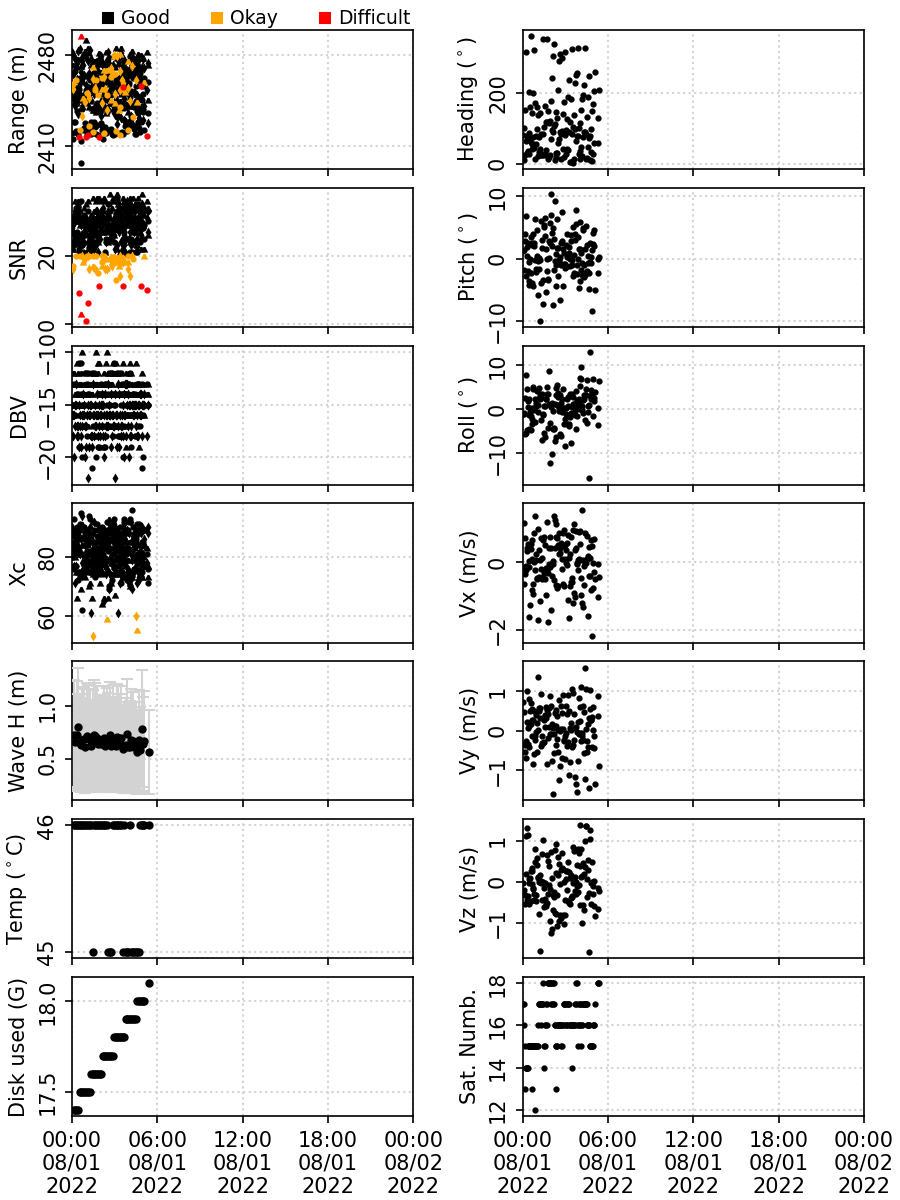 Good Okay Difficult
Range (m)
2480
2410
Heading (°)
200
0
SNR
20
0
Pitch (°)
10
0
−10
DBV
−10
−15
−20
Roll (°)
10
0
−10
Xc
80
60
Vx (m/s)
0
−2
Wave H (m)
1.0
0.5
Vy (m/s)
1
0
−1
Temp (°C)
46
45
Vz (m/s)
1
0
−1
Disk used (G)
18.0
17.5
Sat. Numb.
18
16
14
12
00:00 06:00 12:00 18:00 00:00
08/01 08/01 08/01 08/01 08/02
2022 2022 2022 2022 2022
00:00 06:00 12:00 18:00 00:00
08/01 08/01 08/01 08/01 08/02
2022 2022 2022 2022 2022